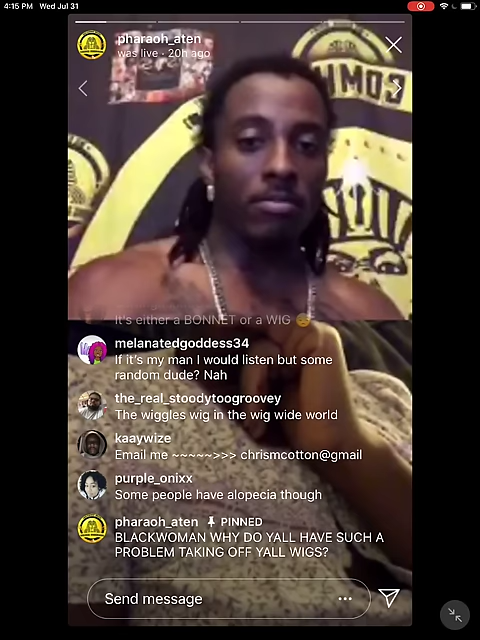 4:15 PM Wed Jul 31
pharaoh_aten
was live · 20h ago
It's either a BONNET or a WIG 😔
melanatedgoddess34
If it's my man I would listen but some
random dude? Nah
the_real_stoodytoogroovey
The wiggles wig in the wig wide world
kaaywize
Email me ~~~~~>>> chrismcotton@gmail
purple_onixx
Some people have alopecia though
pharaoh_aten PINNED
BLACKWOMAN WHY DO YALL HAVE SUCH A
PROBLEM TAKING OFF YALL WIGS?
Send message